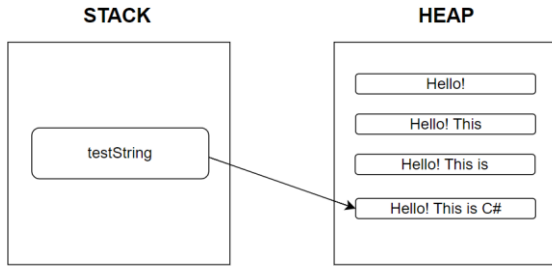 STACK
HEAP
testString
Hello!
Hello! This
Hello! This is
Hello! This is C#